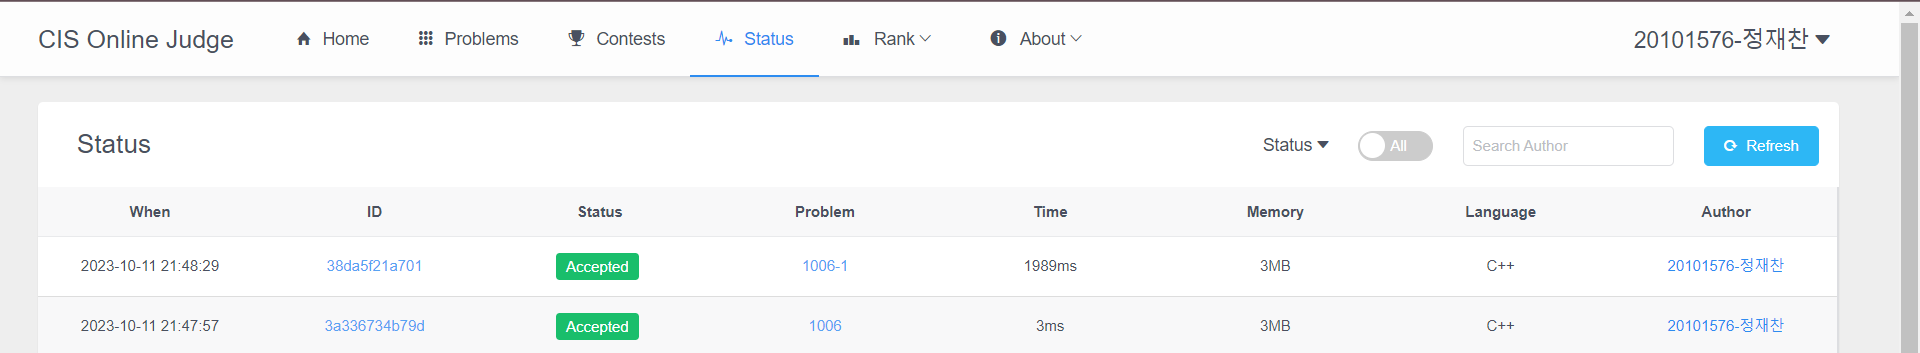 CIS Online Judge Home Problems Contests Status Rank About 20101576-정재찬
Status Status All Search Author Refresh
When ID Status Problem Time Memory Language Author
2023-10-11 21:48:29 38da5f21a701 Accepted 1006-1 1989ms 3MB C++ 20101576-정재찬
2023-10-11 21:47:57 3a336734b79d Accepted 1006 3ms 3MB C++ 20101576-정재찬